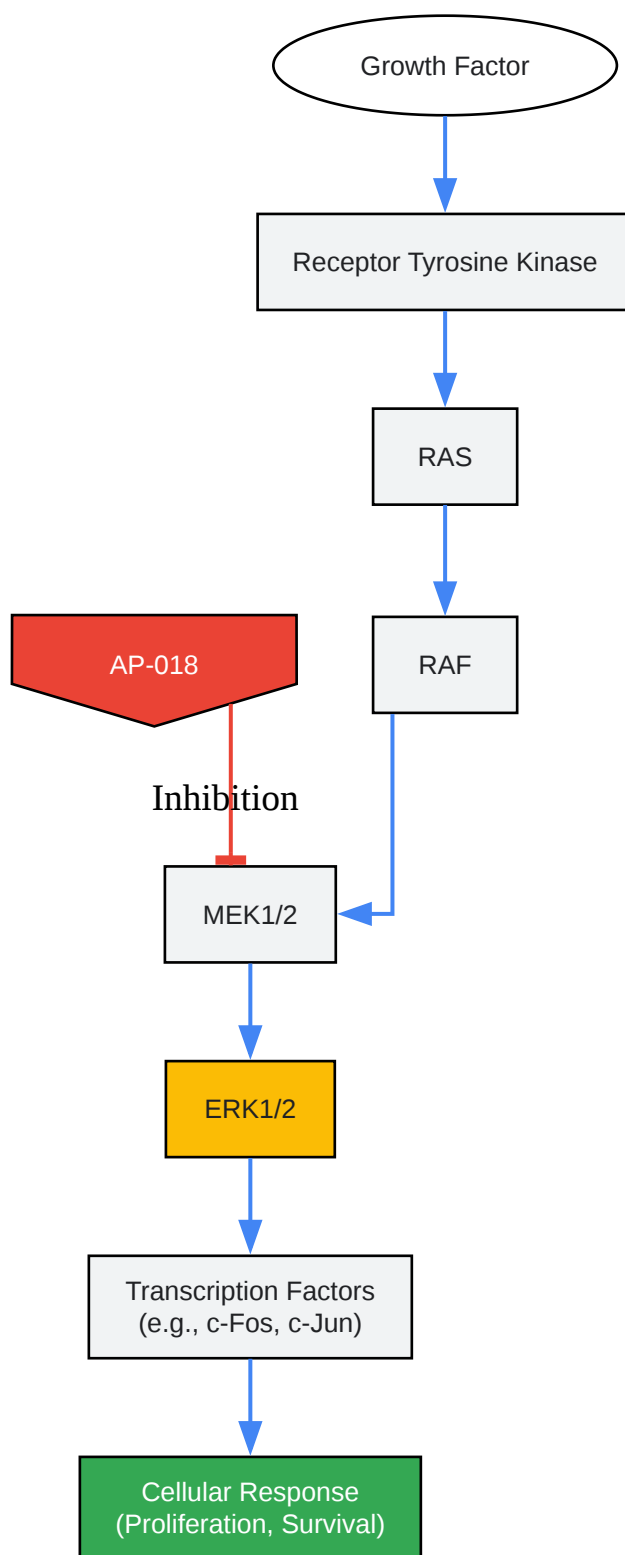 Growth Factor
Receptor Tyrosine Kinase
RAS
RAF
AP-018
Inhibition
MEK1/2
ERK1/2
Transcription Factors
(e.g., c-Fos, c-Jun)
Cellular Response
(Proliferation, Survival)